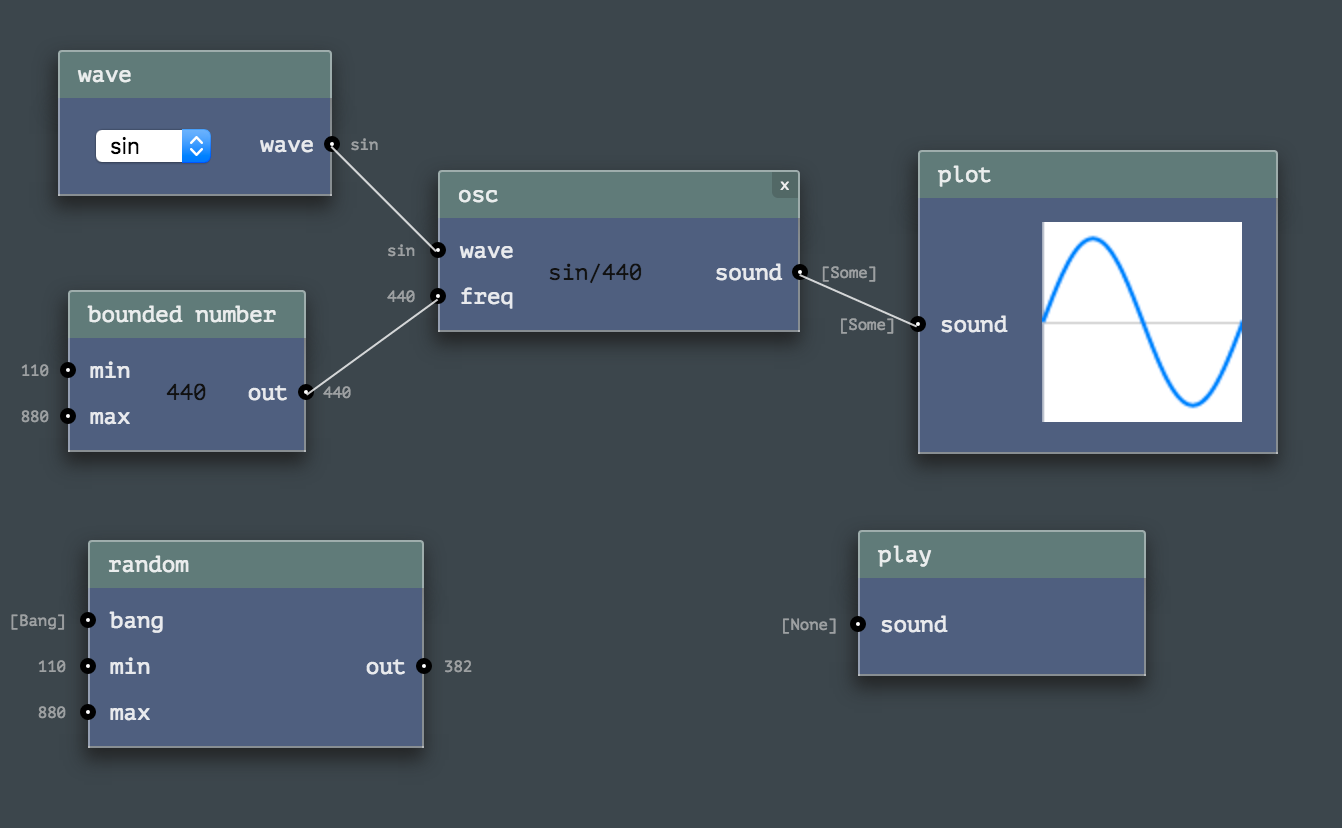 wave
sin
wave
sin
osc
x
sin
wave
440
freq
sin/440
sound
[Some]
plot
[Some]
sound
bounded number
110
min
880
max
440
out
440
random
[Bang]
bang
110
min
880
max
out
382
play
[None]
sound